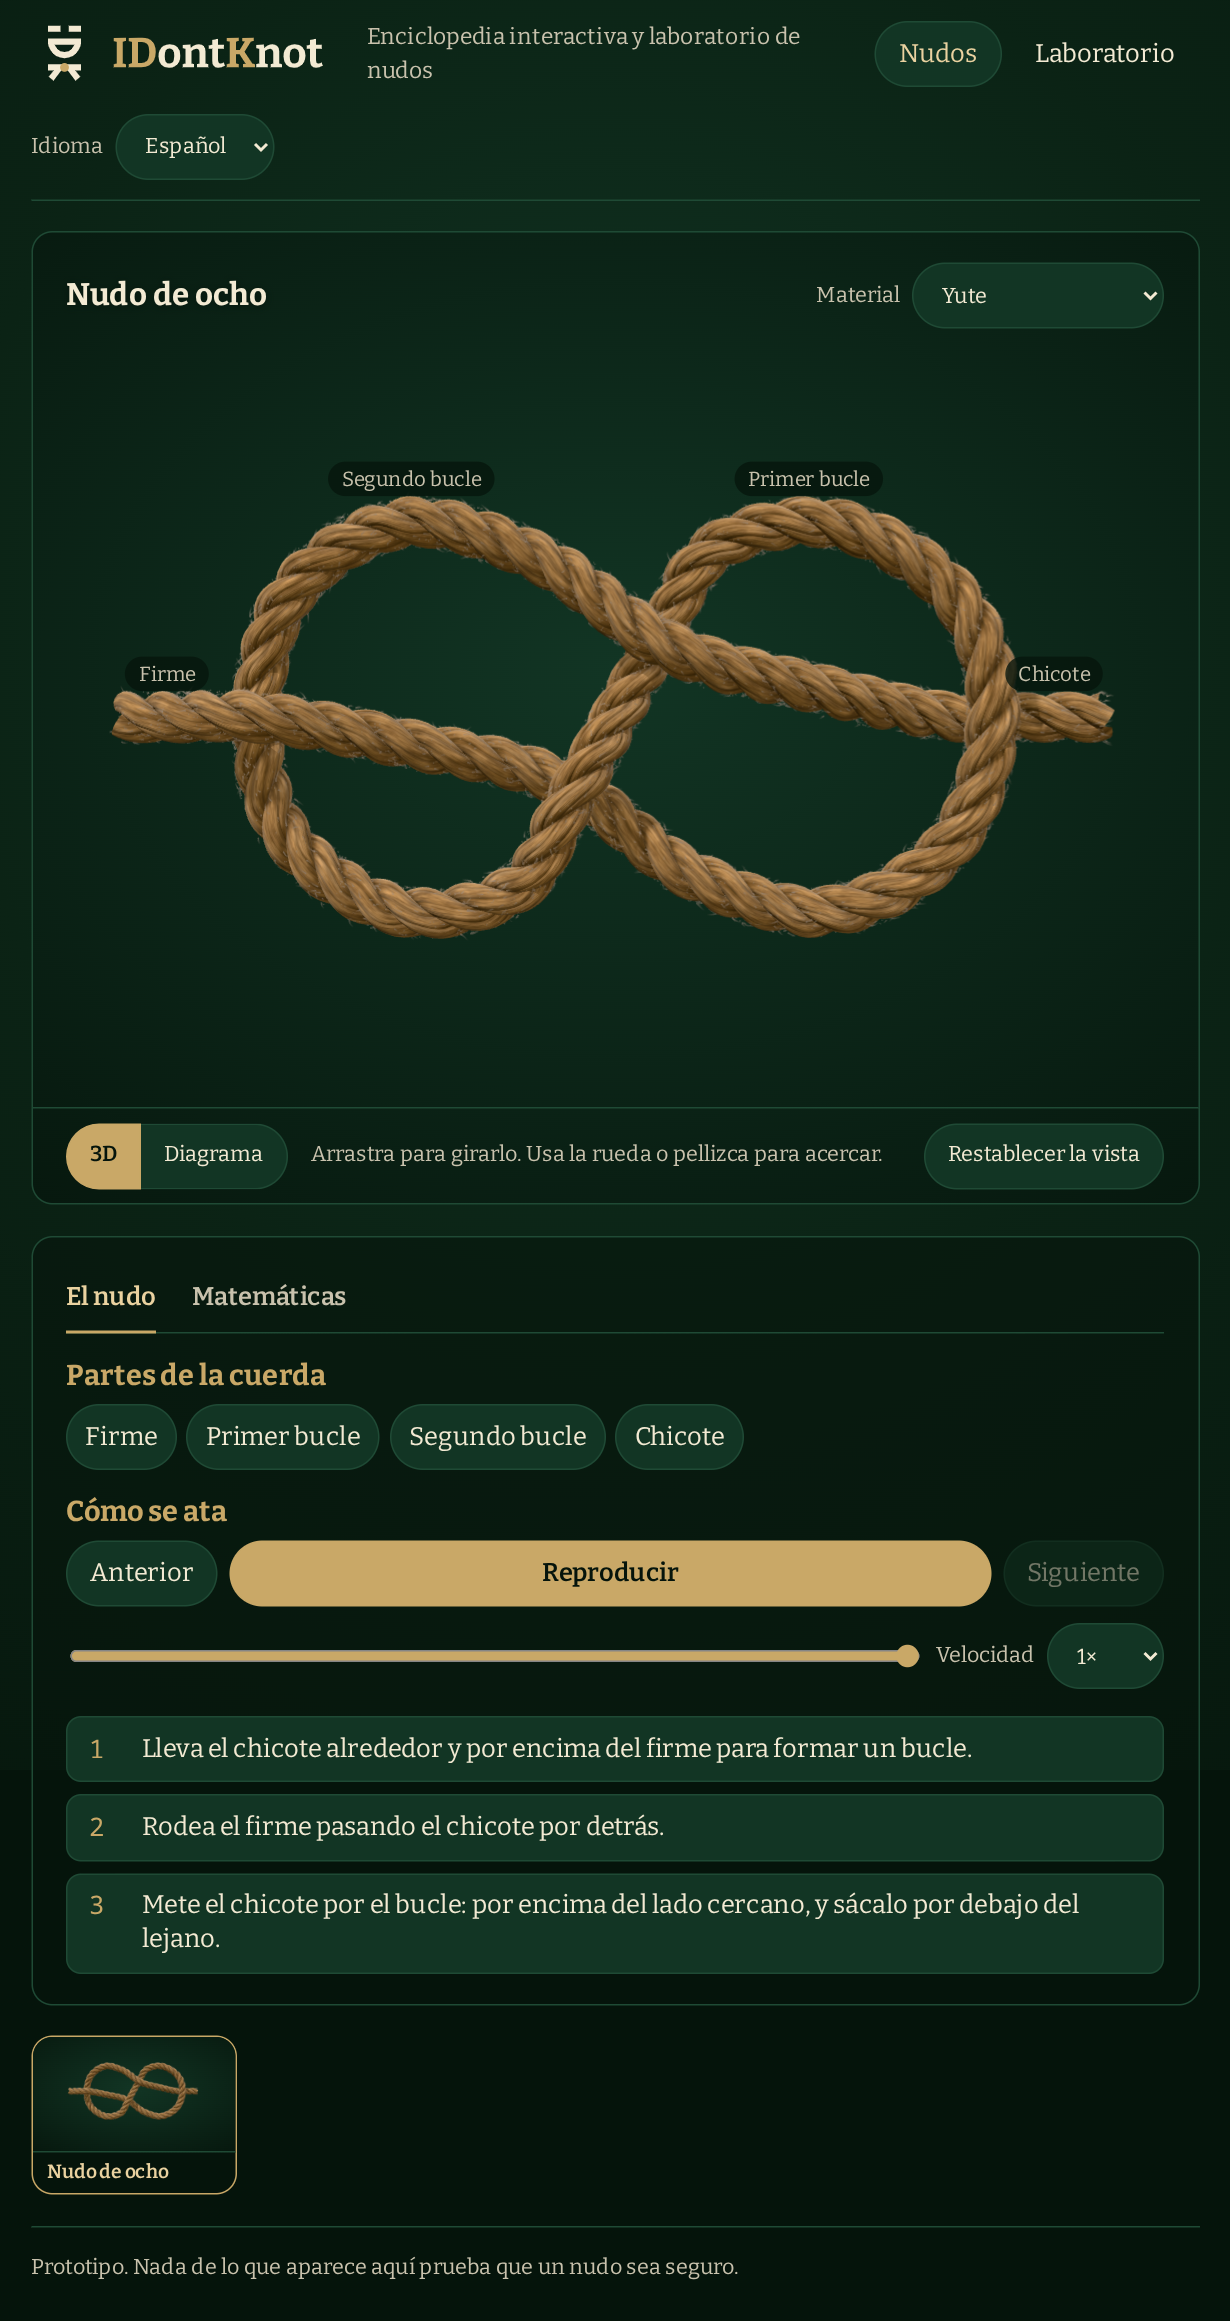 IDontKnot
Enciclopedia interactiva y laboratorio de
nudos
Nudos
Laboratorio
Idioma
Español
Nudo de ocho
Material
Yute
Segundo bucle
Primer bucle
Firme
Chicote
3D
Diagrama
Arrastra para girarlo. Usa la rueda o pellizca para acercar.
Restablecer la vista
El nudo
Matemáticas
Partes de la cuerda
Firme
Primer bucle
Segundo bucle
Chicote
Cómo se ata
Anterior
Reproducir
Siguiente
Velocidad
1×
1 Lleva el chicote alrededor y por encima del firme para formar un bucle.
2 Rodea el firme pasando el chicote por detrás.
3 Mete el chicote por el bucle: por encima del lado cercano, y sácalo por debajo del
lejano.
Nudo de ocho
Prototipo. Nada de lo que aparece aquí prueba que un nudo sea seguro.